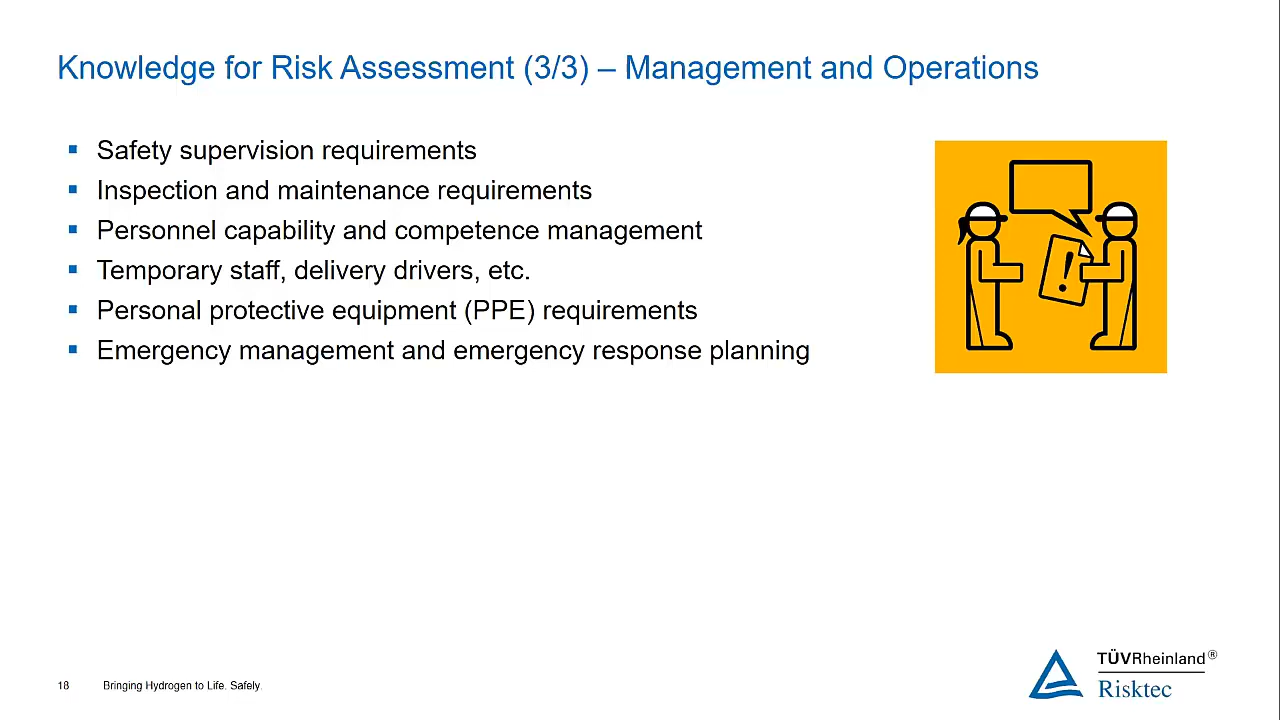 Knowledge for Risk Assessment (3/3) – Management and Operations
Safety supervision requirements
Inspection and maintenance requirements
Personnel capability and competence management
Temporary staff, delivery drivers, etc.
Personal protective equipment (PPE) requirements
Emergency management and emergency response planning
!
18 Bringing Hydrogen to Life. Safely.
TÜVRheinland®
Risktec